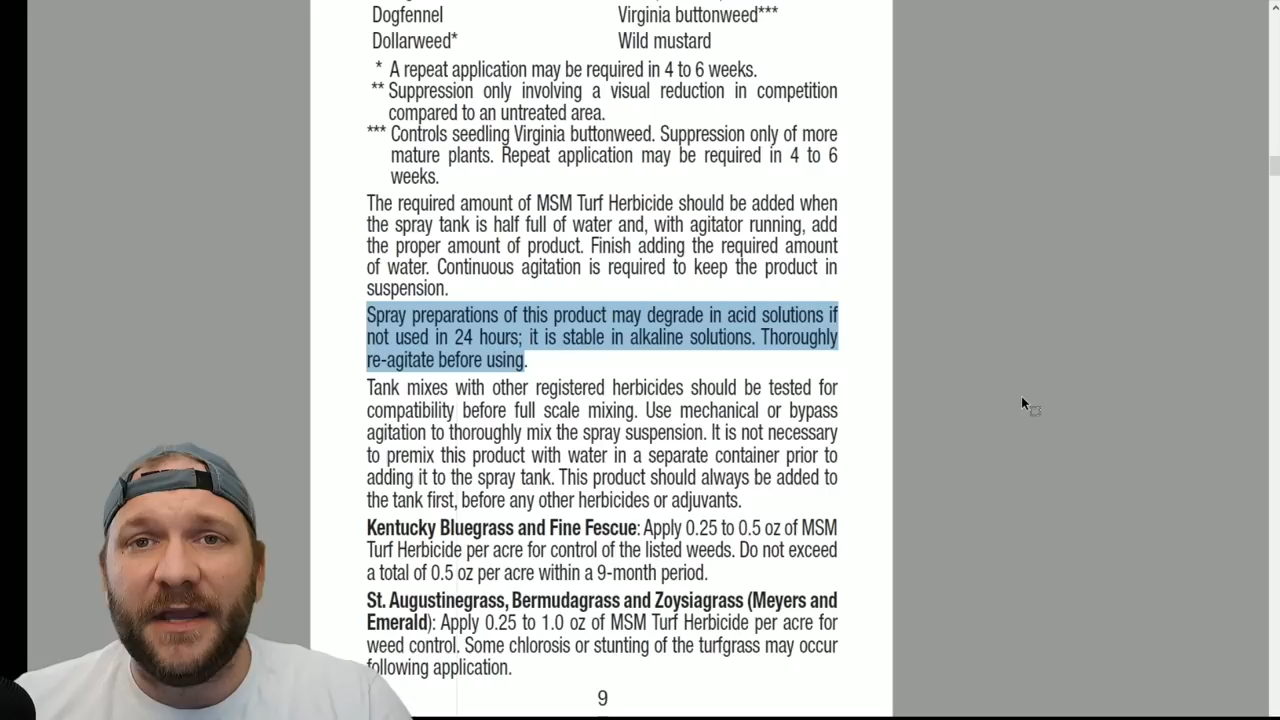 Dogfennel Virginia buttonweed***
Dollarweed* Wild mustard
* A repeat application may be required in 4 to 6 weeks.
** Suppression only involving a visual reduction in competition
compared to an untreated area.
*** Controls seedling Virginia buttonweed. Suppression only of more
mature plants. Repeat application may be required in 4 to 6
weeks.
The required amount of MSM Turf Herbicide should be added when
the spray tank is half full of water and, with agitator running, add
the proper amount of product. Finish adding the required amount
of water. Continuous agitation is required to keep the product in
suspension.
Spray preparations of this product may degrade in acid solutions if
not used in 24 hours; it is stable in alkaline solutions. Thoroughly
re-agitate before using.
Tank mixes with other registered herbicides should be tested for
compatibility before full scale mixing. Use mechanical or bypass
agitation to thoroughly mix the spray suspension. It is not necessary
to premix this product with water in a separate container prior to
adding it to the spray tank. This product should always be added to
the tank first, before any other herbicides or adjuvants.
Kentucky Bluegrass and Fine Fescue: Apply 0.25 to 0.5 oz of MSM
Turf Herbicide per acre for control of the listed weeds. Do not exceed
a total of 0.5 oz per acre within a 9-month period.
St. Augustinegrass, Bermudagrass and Zoysiagrass (Meyers and
Emerald): Apply 0.25 to 1.0 oz of MSM Turf Herbicide per acre for
weed control. Some chlorosis or stunting of the turfgrass may occur
following application.
9